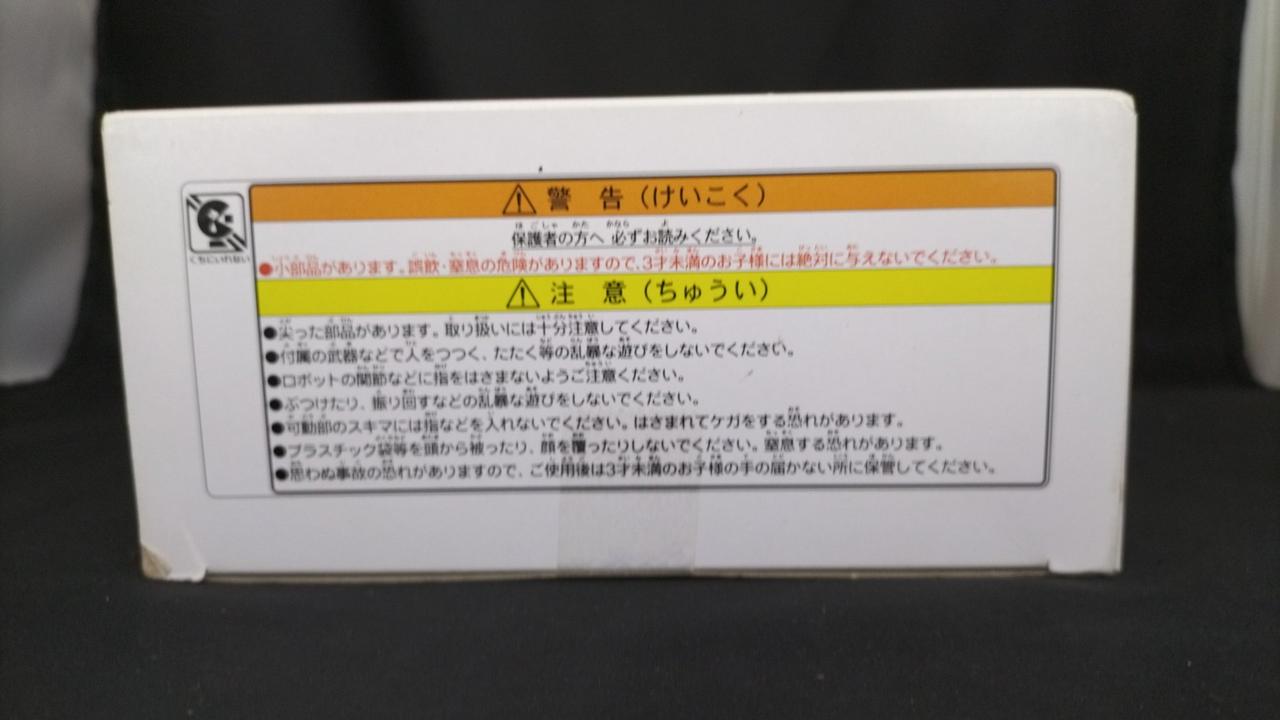 ⚠ 警 告（けいこく）
くちにいれない
保護者の方へ 必ずお読みください。
●小部品があります。誤飲・窒息の危険がありますので、3才未満のお子様には絶対に与えないでください。
⚠ 注 意（ちゅうい）
●尖った部品があります。取り扱いには十分注意してください。
●付属の武器などで人をつつく、たたく等の乱暴な遊びをしないでください。
●ロボットの関節などに指をはさまないようご注意ください。
●ぶつけたり、振り回すなどの乱暴な遊びをしないでください。
●可動部のスキマには指などを入れないでください。はさまれてケガをする恐れがあります。
●プラスチック袋等を頭から被ったり、顔を覆ったりしないでください。窒息する恐れがあります。
●思わぬ事故の恐れがありますので、ご使用後は3才未満のお子様の手の届かない所に保管してください。